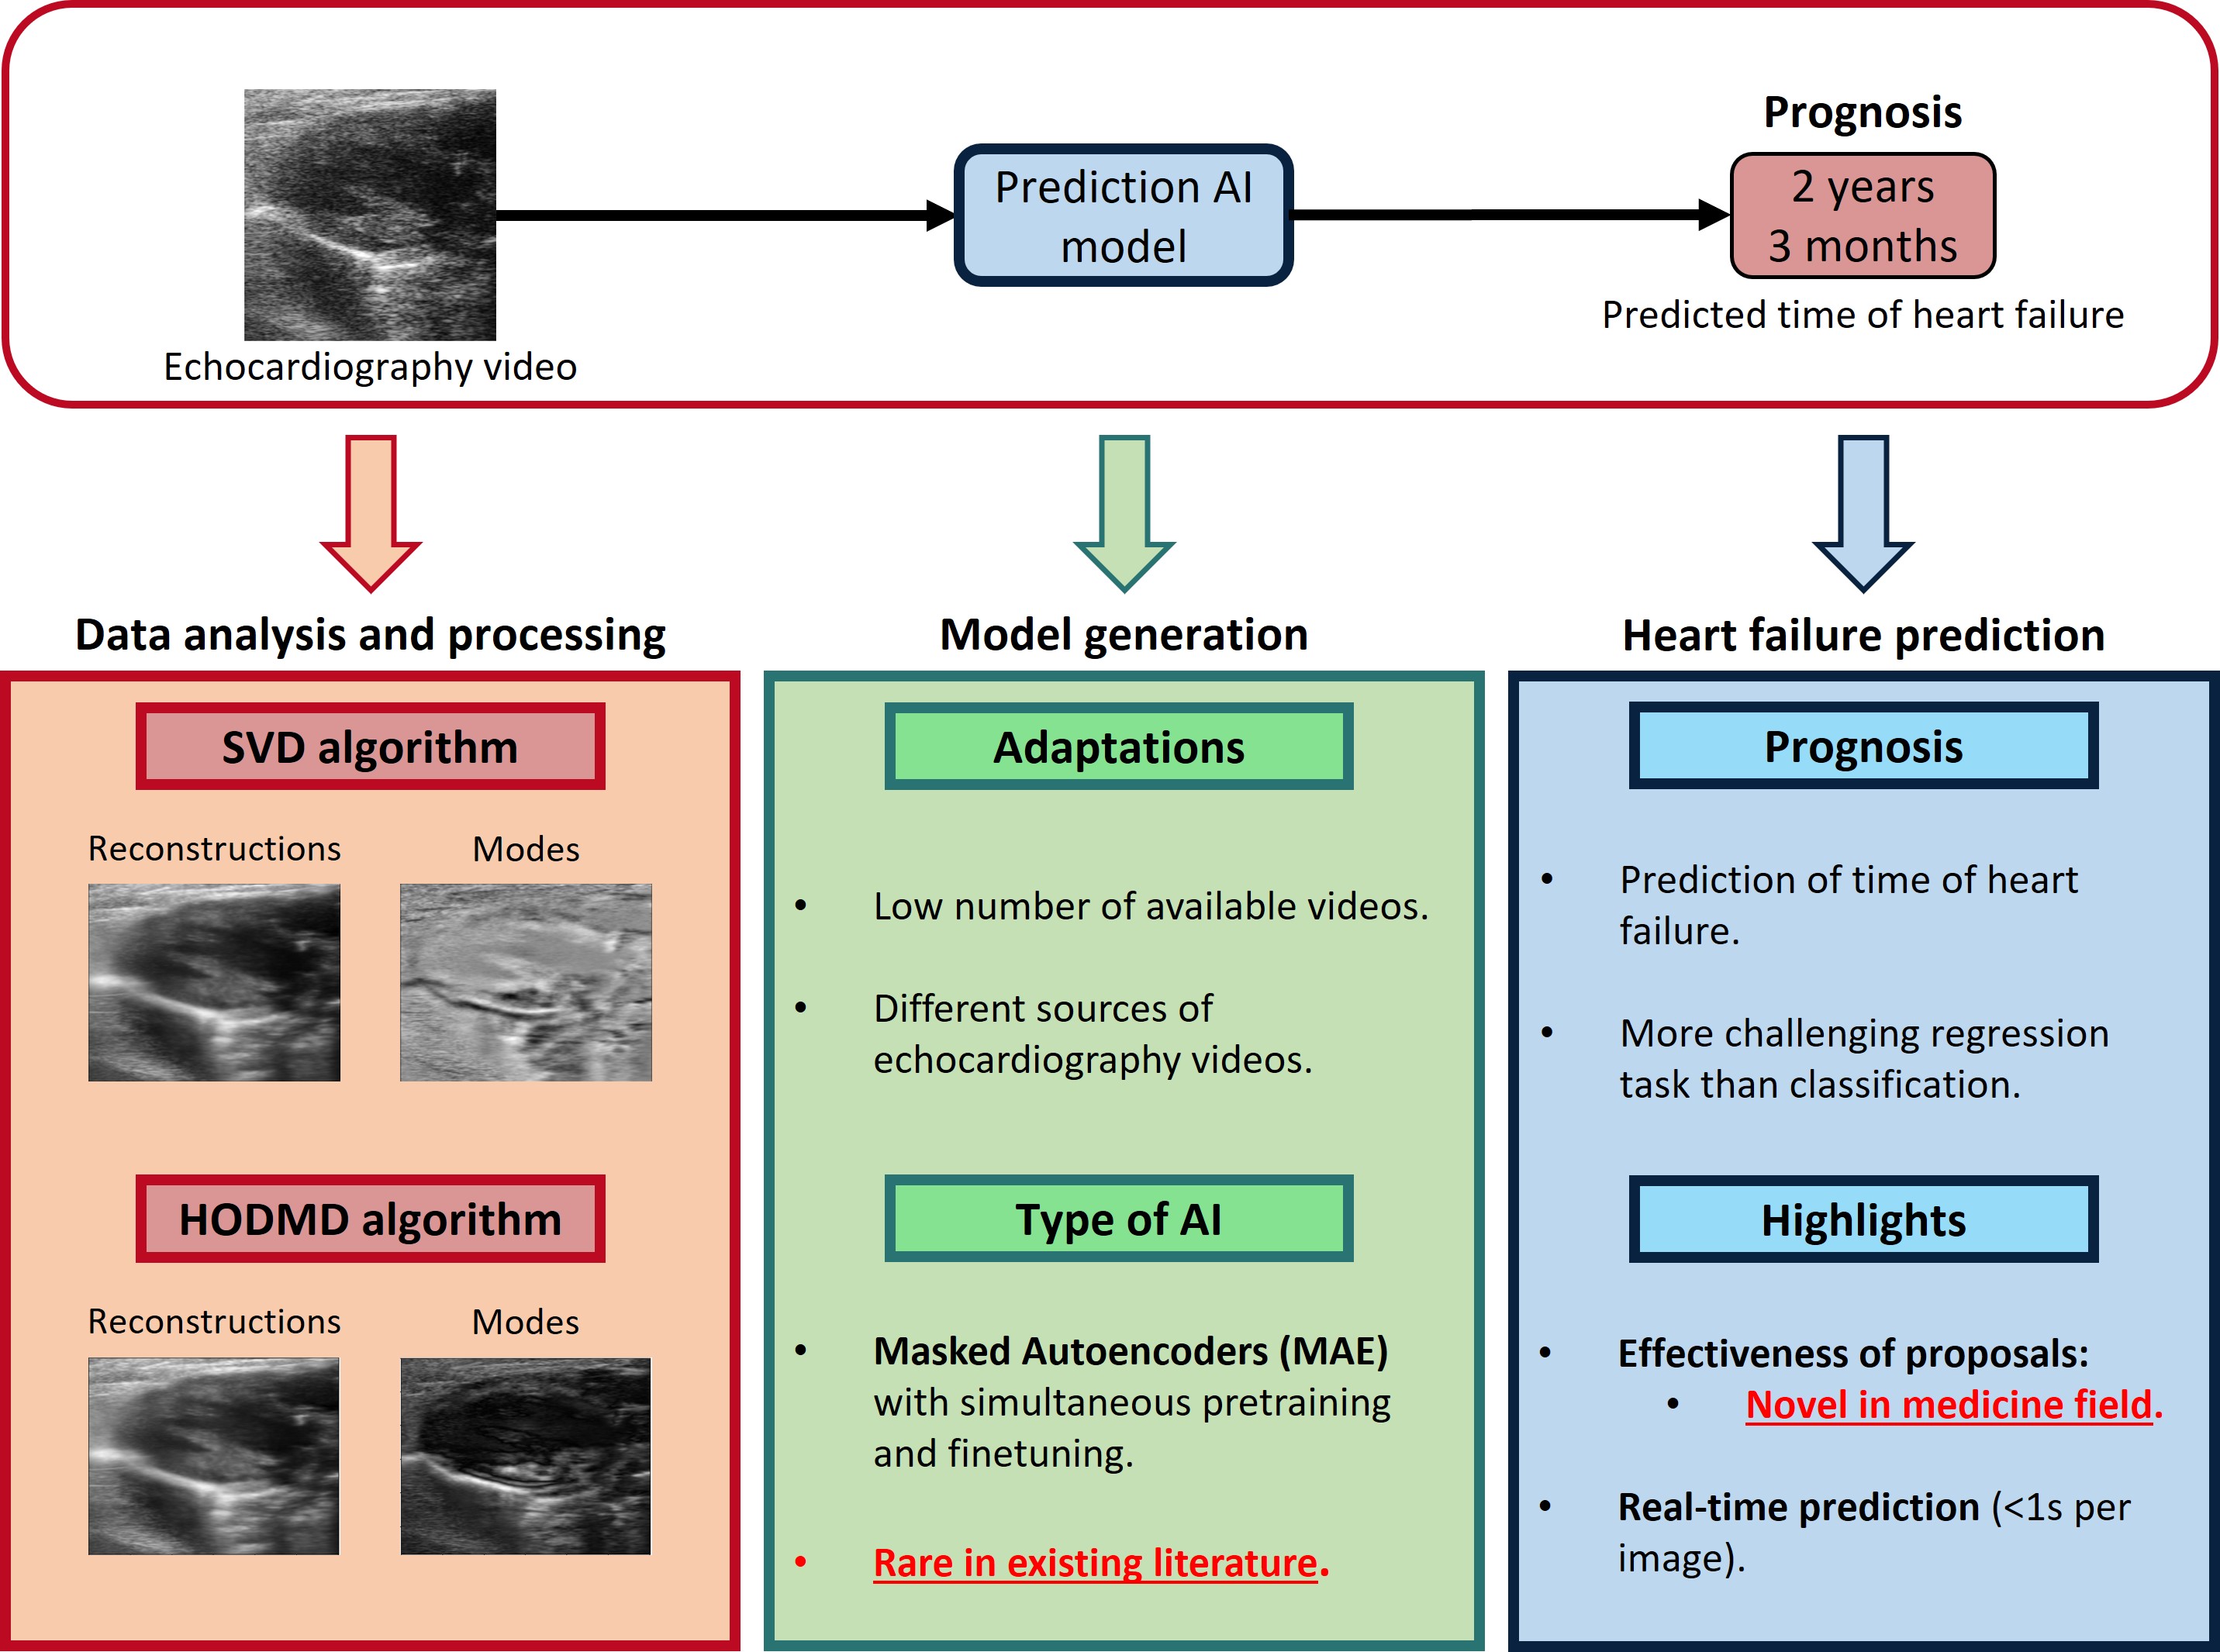 Prognosis
Prediction AI
model
2 years
3 months
Predicted time of heart failure
Echocardiography video
Data analysis and processing
SVD algorithm
Reconstructions
Modes
HODMD algorithm
Reconstructions
Modes
Model generation
Adaptations
• Low number of available videos.
• Different sources of
echocardiography videos.
Type of AI
• Masked Autoencoders (MAE)
with simultaneous pretraining
and finetuning.
• Rare in existing literature.
Heart failure prediction
Prognosis
• Prediction of time of heart
failure.
• More challenging regression
task than classification.
Highlights
• Effectiveness of proposals:
• Novel in medicine field.
• Real-time prediction (<1s per
image).